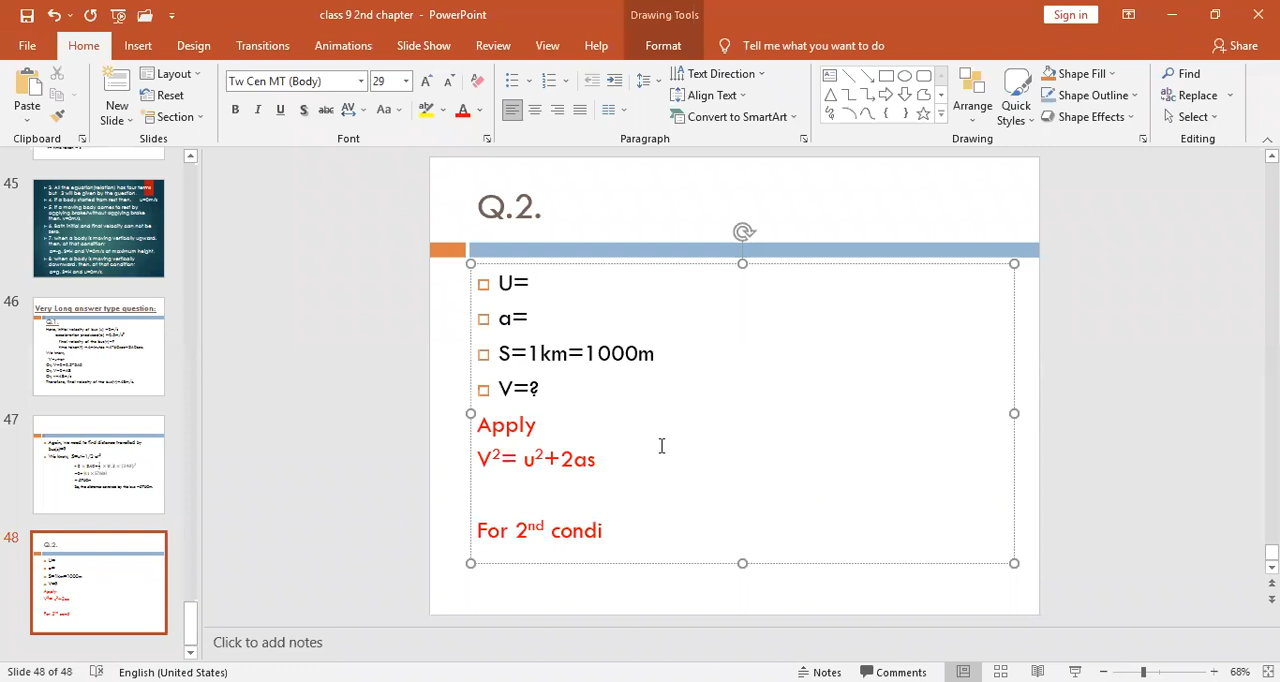 class 9 2nd chapter - PowerPoint
Drawing Tools
Sign in
File
Home
Insert
Design
Transitions
Animations
Slide Show
Review
View
Help
Format
Tell me what you want to do
Share
Paste
Clipboard
New
Slide
Layout
Reset
Section
Slides
Tw Cen MT (Body)
29
B I U S abc AV Aa A
Font
Text Direction
Align Text
Convert to SmartArt
Paragraph
Arrange
Quick
Styles
Shape Fill
Shape Outline
Shape Effects
Drawing
Find
Replace
Select
Editing
45
46
Very Long answer type question:
Q.1.
47
48
Q.2.
Q.2.
U=
a=
S=1km=1000m
V=?
Apply
V²= u²+2as
For 2nd condi
Click to add notes
Slide 48 of 48
English (United States)
Notes
Comments
68%